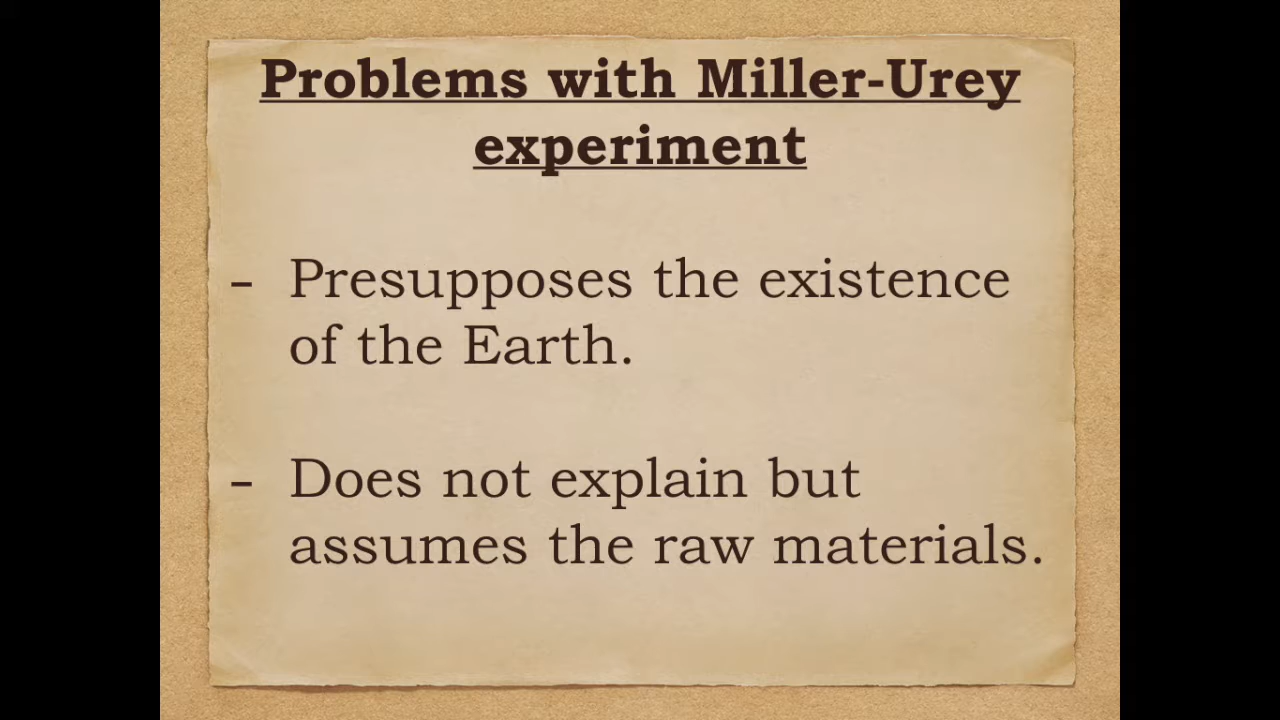 Problems with Miller-Urey
experiment
- Presupposes the existence
of the Earth.
- Does not explain but
assumes the raw materials.